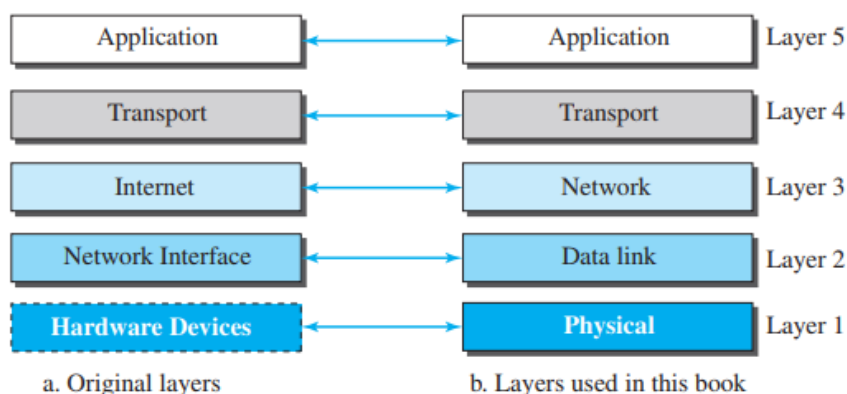 Application Application Layer 5
Transport Transport Layer 4
Internet Network Layer 3
Network Interface Data link Layer 2
Hardware Devices Physical Layer 1
a. Original layers b. Layers used in this book